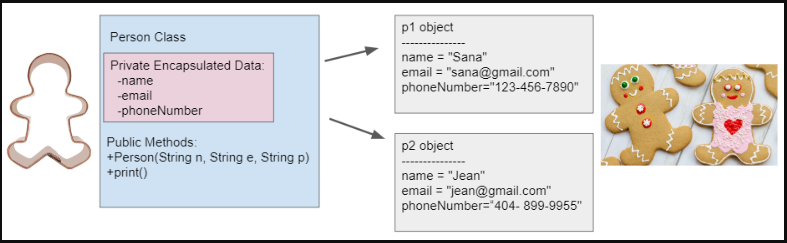 Person Class
Private Encapsulated Data:
-name
-email
-phoneNumber
Public Methods:
+Person(String n, String e, String p)
+print()
p1 object
---------------
name = "Sana"
email = "sana@gmail.com"
phoneNumber="123-456-7890"
p2 object
---------------
name = "Jean"
email = "jean@gmail.com"
phoneNumber=“404- 899-9955"